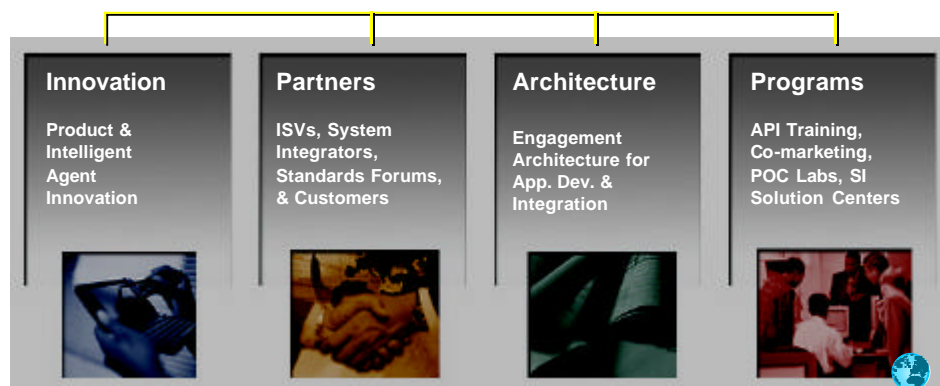 Innovation
Product &
Intelligent
Agent
Innovation
Partners
ISVs, System
Integrators,
Standards Forums,
& Customers
Architecture
Engagement
Architecture for
App. Dev. &
Integration
Programs
API Training,
Co-marketing,
POC Labs, SI
Solution Centers